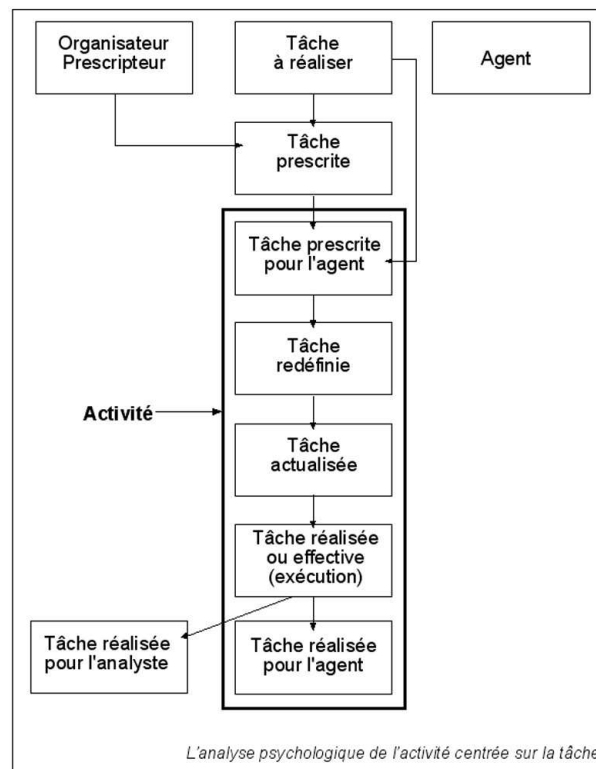 Organisateur
Prescripteur
Tâche
à réaliser
Agent
Tâche
prescrite
Tâche prescrite
pour l'agent
Tâche
redéfinie
Activité
Tâche
actualisée
Tâche réalisée
ou effective
(exécution)
Tâche réalisée
pour l'analyste
Tâche réalisée
pour l'agent
L'analyse psychologique de l'activité centrée sur la tâche